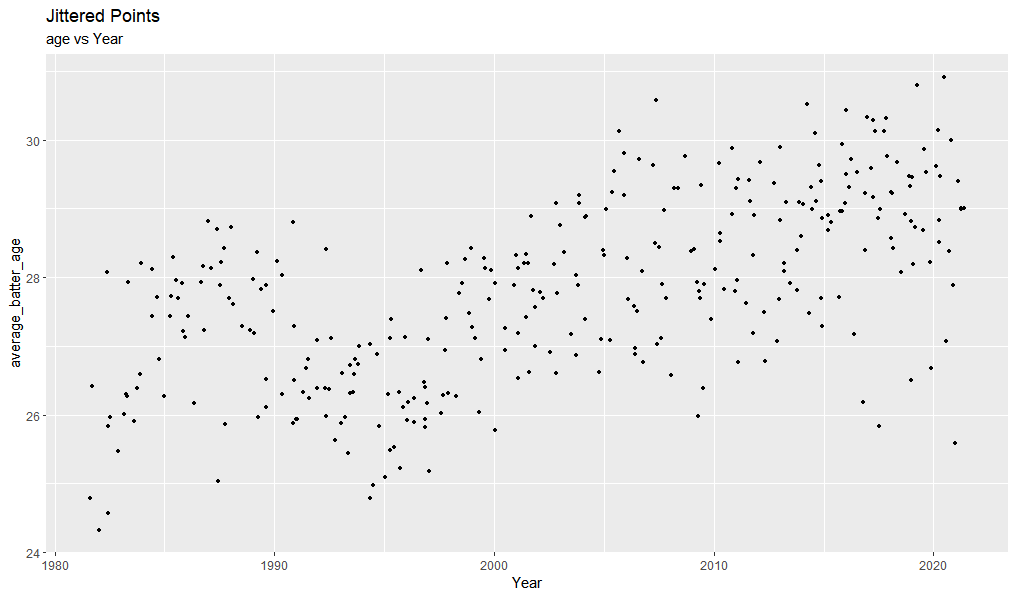 Jittered Points
age vs Year
average_batter_age
30
28
26
24
1980
1990
2000
2010
2020
Year